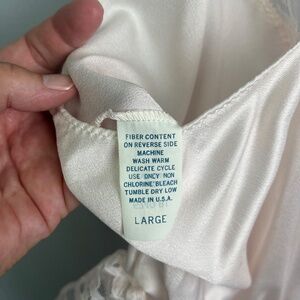 FIBER CONTENT
ON REVERSE SIDE
MACHINE
WASH WARM
DELICATE CYCLE
USE ONLY NON
CHLORINE BLEACH
TUMBLE DRY LOW
MADE IN U.S.A.
LARGE